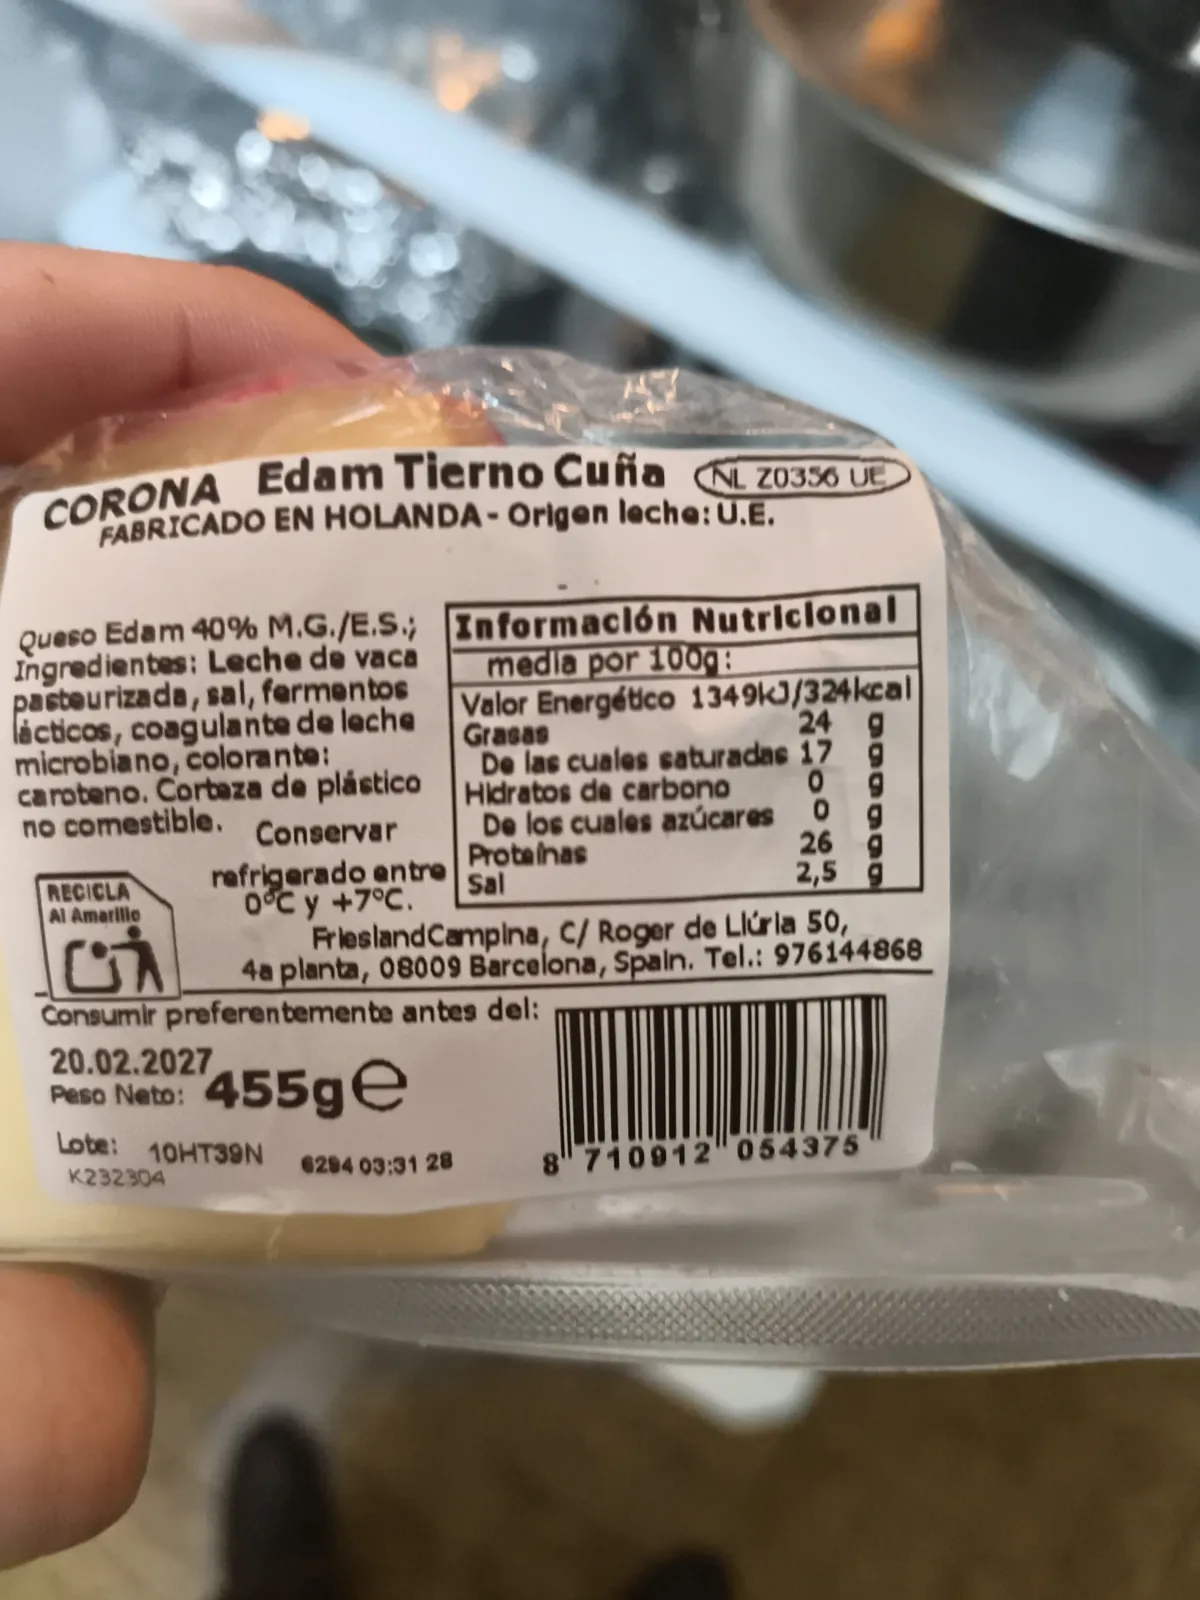 CORONA Edam Tierno Cuña NL Z0356 UE
FABRICADO EN HOLANDA - Origen leche: U.E.
Queso Edam 40% M.G./E.S.;
Ingredientes: Leche de vaca
pasteurizada, sal, fermentos
lácticos, coagulante de leche
microbiano, colorante:
caroteno. Corteza de plástico
no comestible.
Conservar
refrigerado entre
0ºC y +7ºC.
RECICLA
Al Amarillo
Información Nutricional
media por 100g:
Valor Energético 1349kJ/324kcal
Grasas 24 g
De las cuales saturadas 17 g
Hidratos de carbono 0 g
De los cuales azúcares 0 g
Proteínas 26 g
Sal 2,5 g
FrieslandCampina, C/ Roger de Llúria 50,
4a planta, 08009 Barcelona, Spain. Tel.: 976144868
Consumir preferentemente antes del:
20.02.2027
Peso Neto: 455g e
Lote: 10HT39N 6294 03:31 28
K232304
8 710912 054375